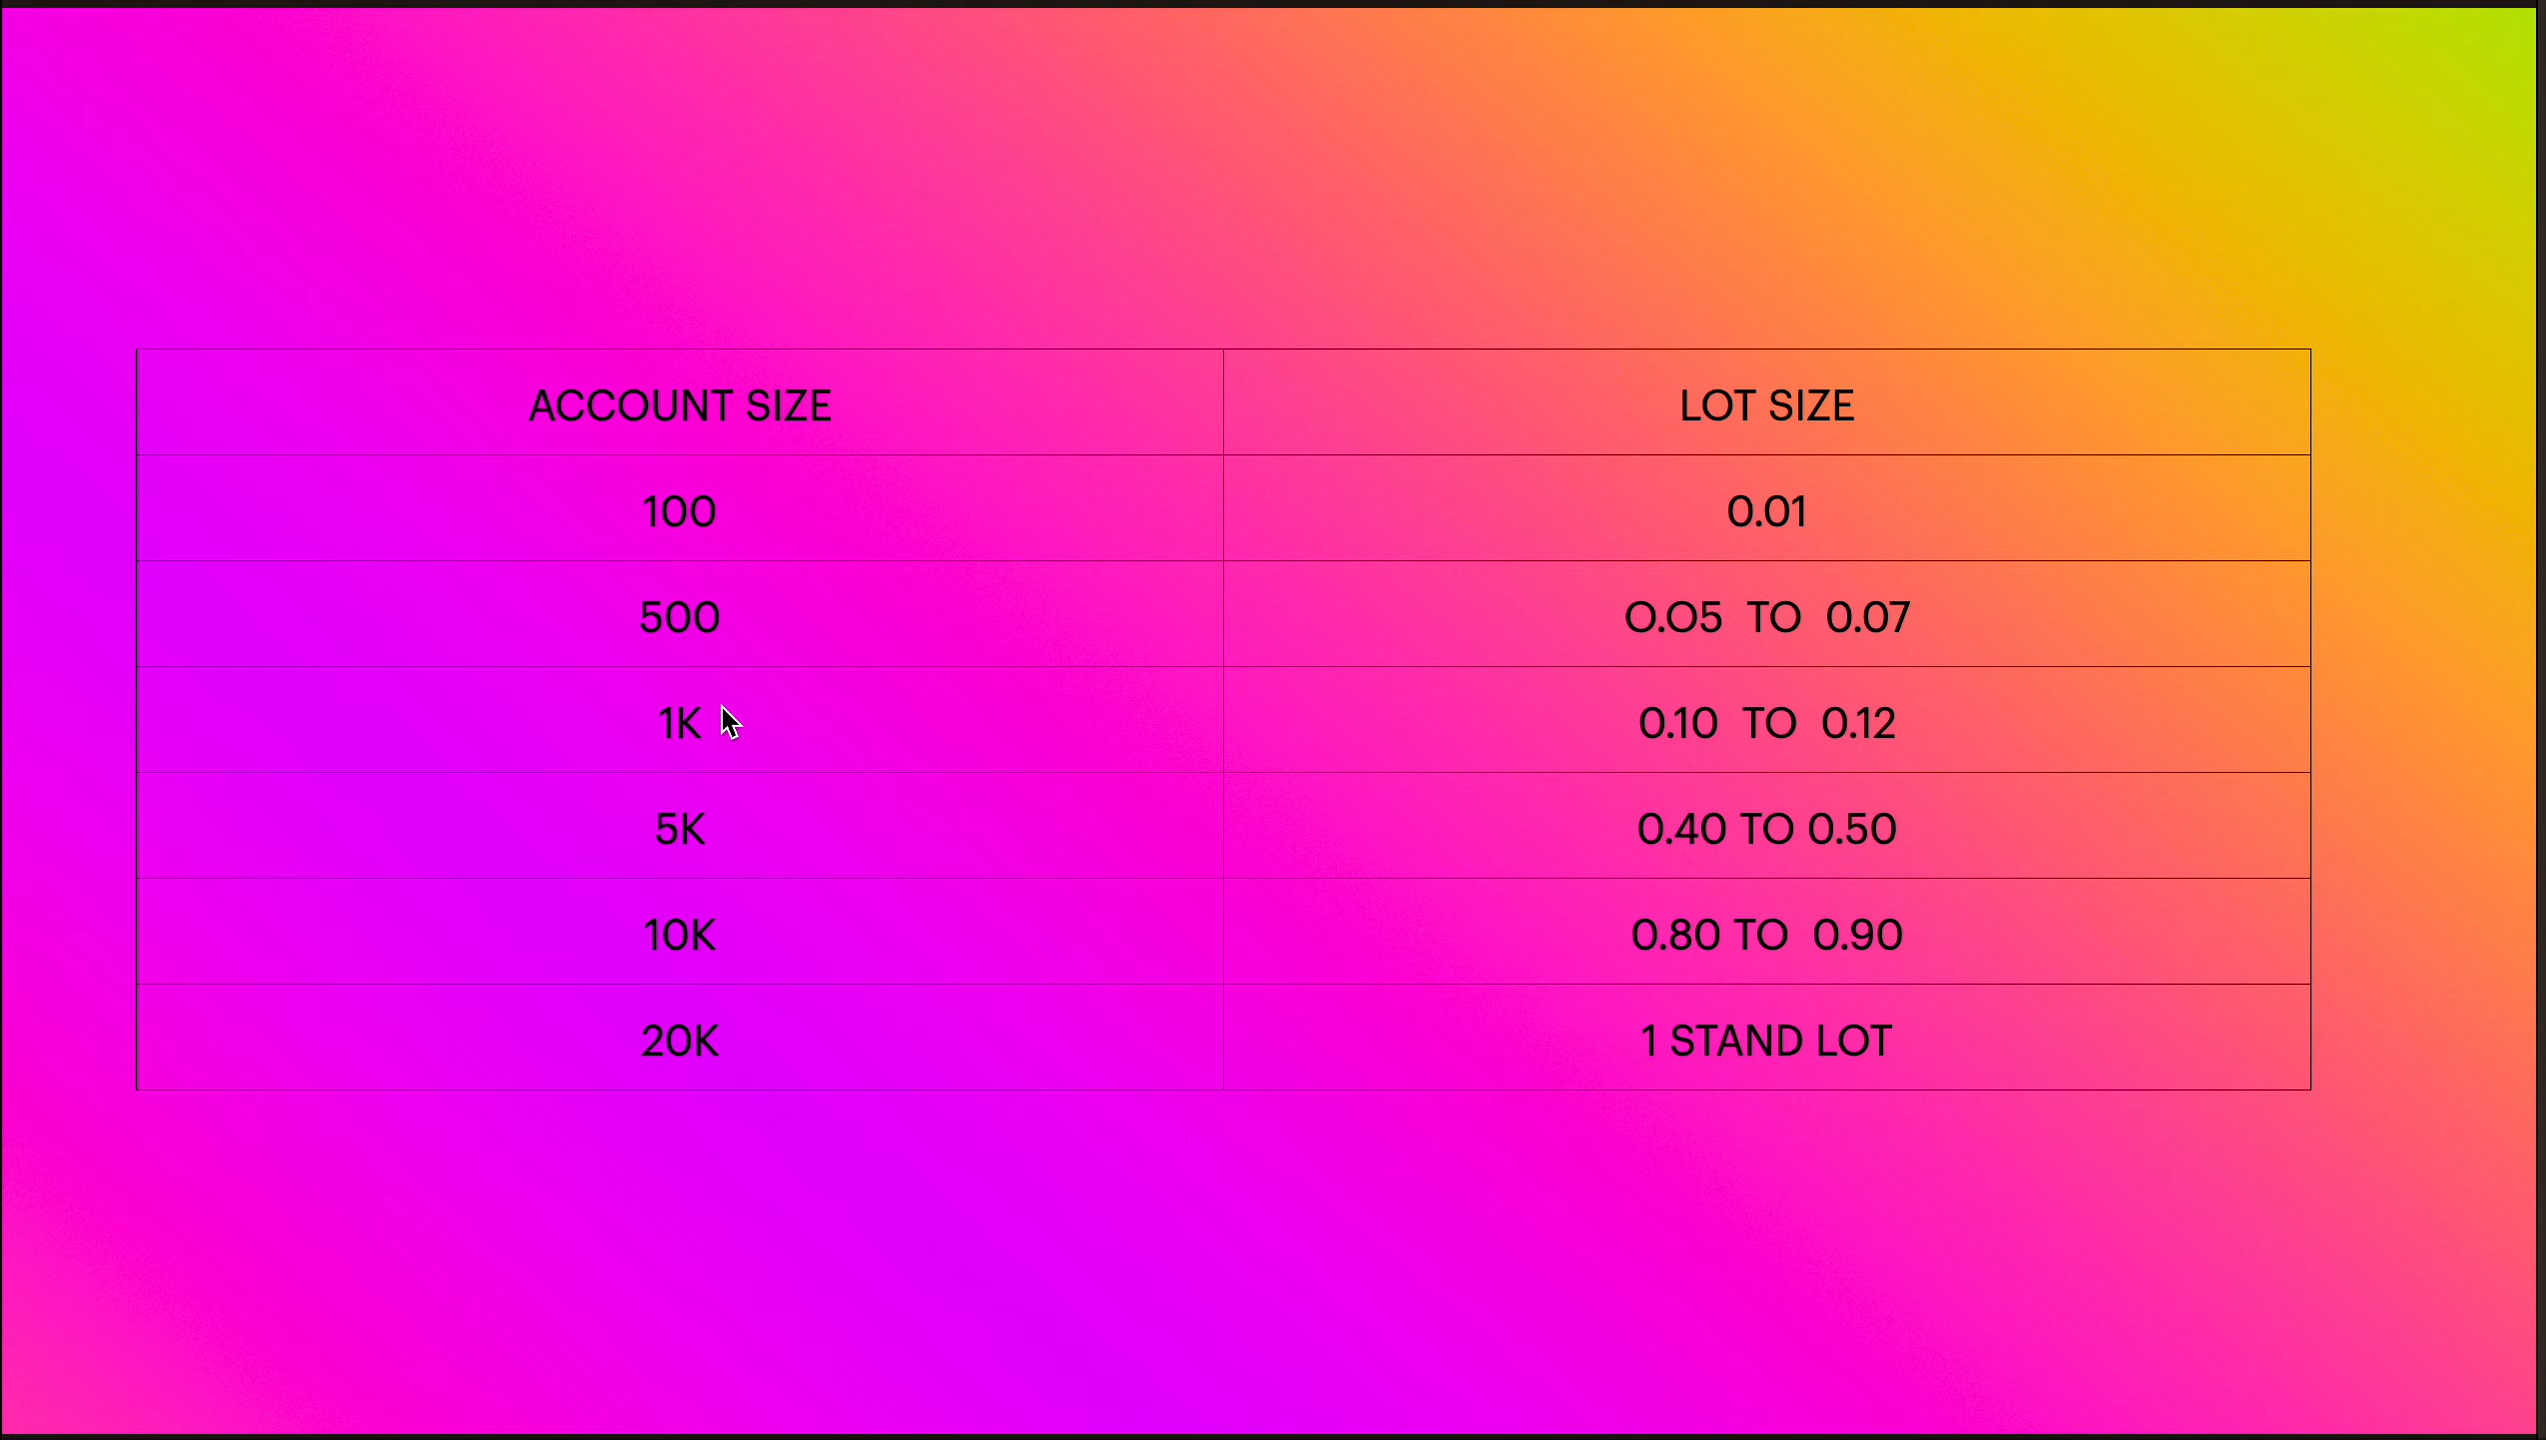 ACCOUNT SIZE LOT SIZE
100 0.01
500 O.O5 TO 0.07
1K 0.10 TO 0.12
5K 0.40 TO 0.50
10K 0.80 TO 0.90
20K 1 STAND LOT